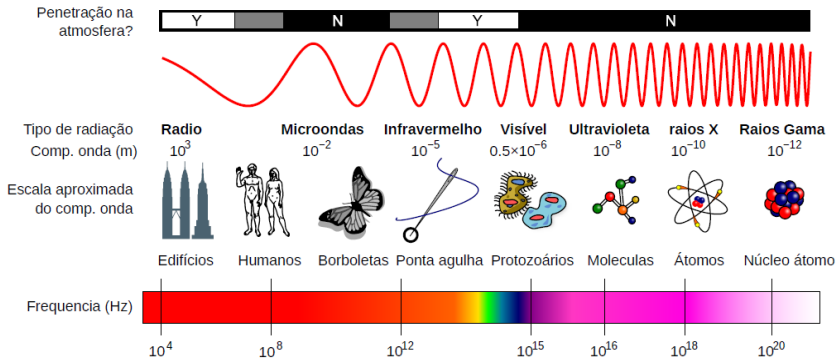 Penetração na
atmosfera?
Y N Y N
Tipo de radiação Radio Microondas Infravermelho Visível Ultravioleta raios X Raios Gama
Comp. onda (m) 10³ 10⁻² 10⁻⁵ 0.5×10⁻⁶ 10⁻⁸ 10⁻¹⁰ 10⁻¹²
Escala aproximada
do comp. onda
Edifícios Humanos Borboletas Ponta agulha Protozoários Moleculas Átomos Núcleo átomo
Frequencia (Hz)
10⁴ 10⁸ 10¹² 10¹⁵ 10¹⁶ 10¹⁸ 10²⁰